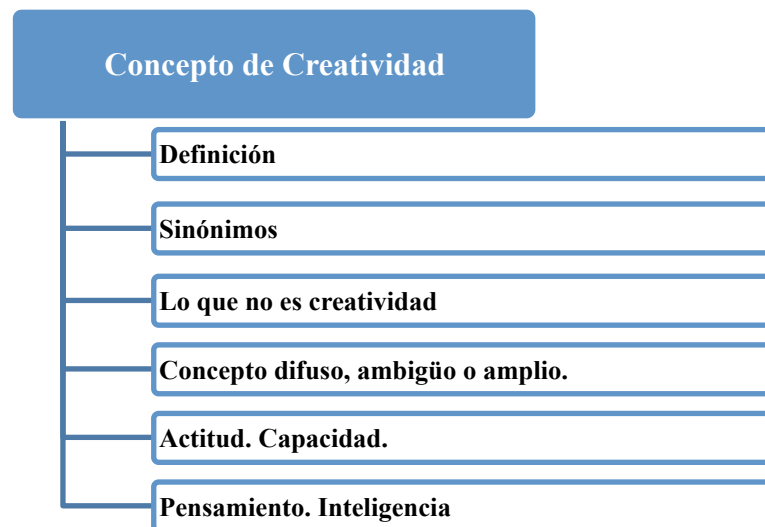 Concepto de Creatividad
Definición
Sinónimos
Lo que no es creatividad
Concepto difuso, ambigüo o amplio.
Actitud. Capacidad.
Pensamiento. Inteligencia